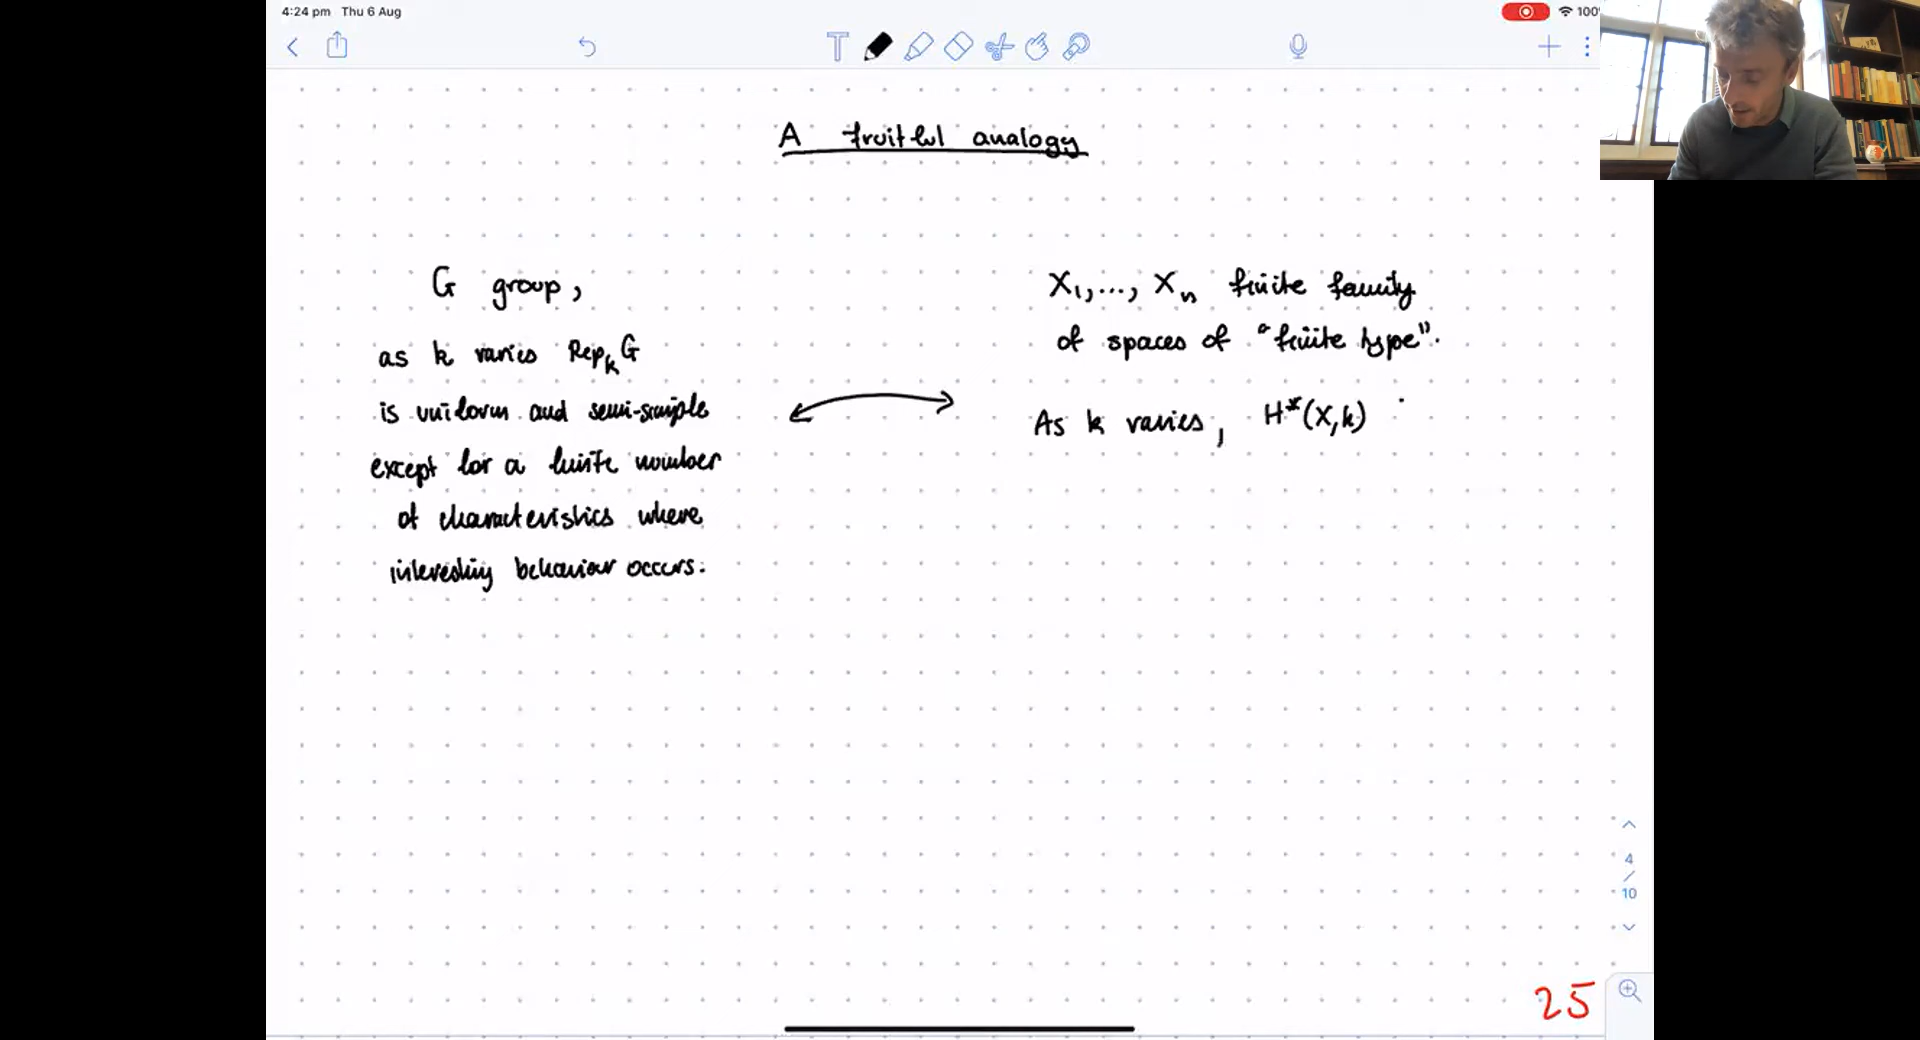 4:24 pm Thu 6 Aug
100
T
A fruitful analogy
G group,
as k varies Rep_k G
is uniform and semi-simple
except for a finite number
of characteristics where
interesting behaviour occurs.
X₁,..., Xₙ finite family
of spaces of "finite type".
As k varies, H*(X,k)
4
/
10
25